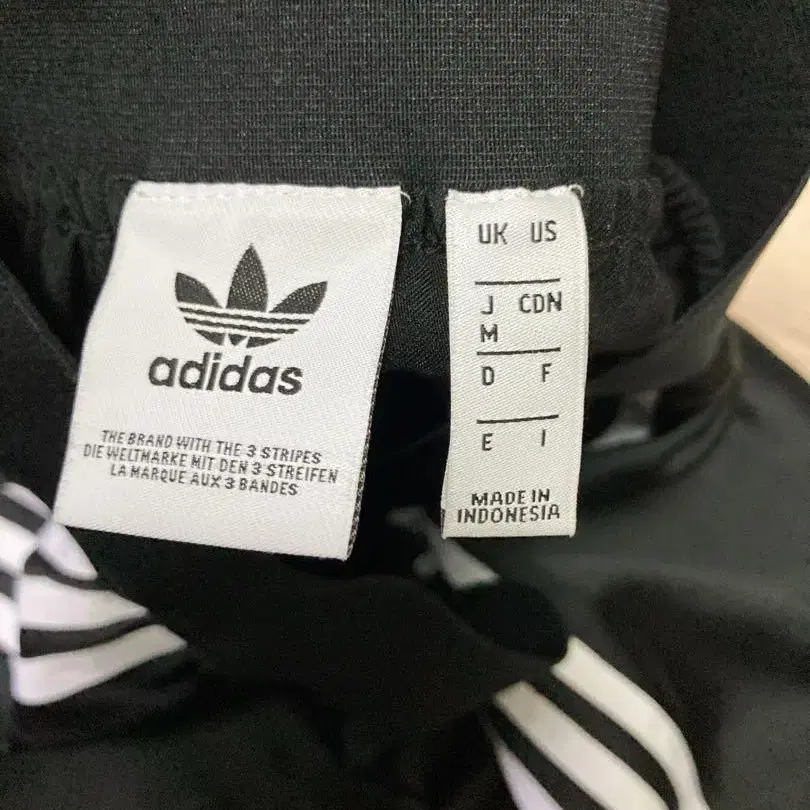 adidas
THE BRAND WITH THE 3 STRIPES
DIE WELTMARKE MIT DEN 3 STREIFEN
LA MARQUE AUX 3 BANDES
UK US
J CDN
M
D F
E I
MADE IN
INDONESIA